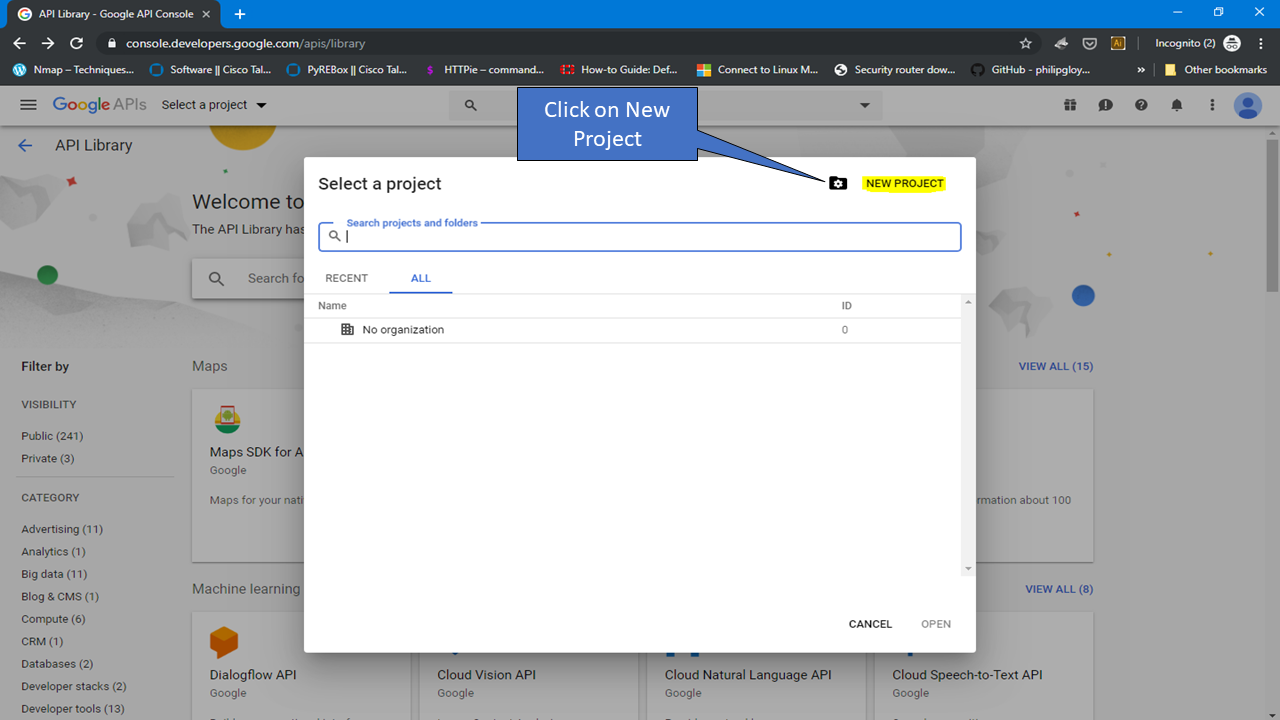 API Library - Google API Console
console.developers.google.com/apis/library
Incognito (2)
Nmap – Techniques...
Software || Cisco Tal...
PyREBox || Cisco Tal...
HTTPie – command...
How-to Guide: Def...
Connect to Linux M...
Security router dow...
GitHub - philipgloy...
»
Other bookmarks
Google APIs
Select a project
Click on New
Project
API Library
Select a project
NEW PROJECT
Welcome to
The API Library has
Search projects and folders
Search fo
RECENT
ALL
Name
ID
No organization
0
Filter by
Maps
VIEW ALL (15)
VISIBILITY
Public (241)
Private (3)
Maps SDK for A
Google
Maps for your nati
rmation about 100
CATEGORY
Advertising (11)
Analytics (1)
Big data (11)
Blog & CMS (1)
Compute (6)
CRM (1)
Databases (2)
Developer stacks (2)
Developer tools (13)
Machine learning
VIEW ALL (8)
CANCEL
OPEN
Dialogflow API
Google
Cloud Vision API
Google
Cloud Natural Language API
Google
Cloud Speech-to-Text API
Google